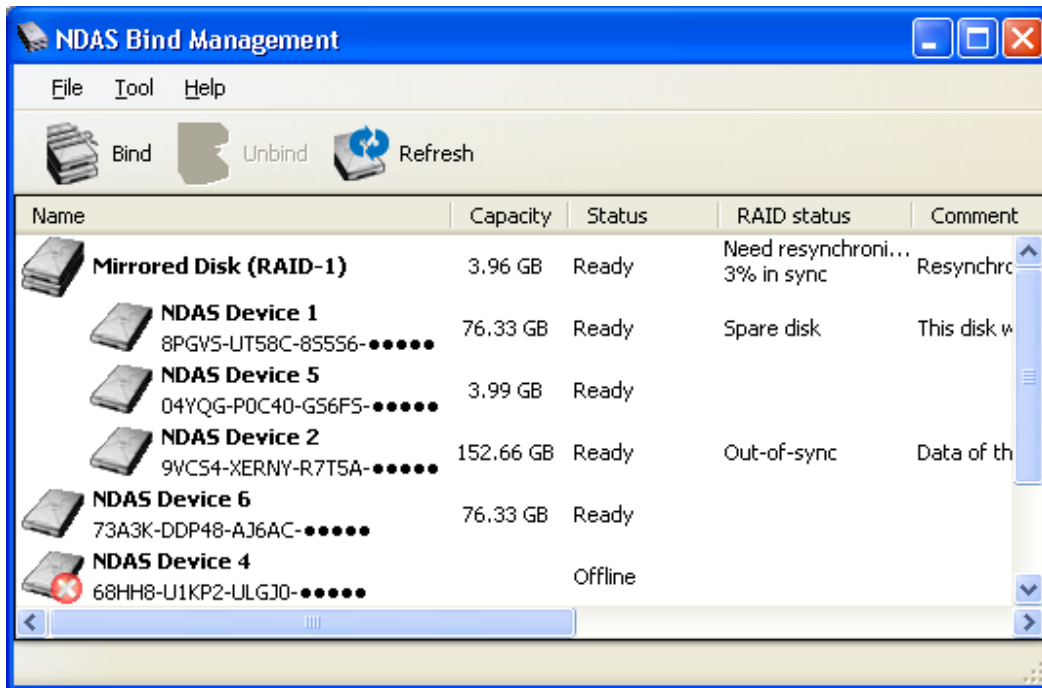 NDAS Bind Management
File Tool Help
Bind Unbind Refresh
Name Capacity Status RAID status Comment
Mirrored Disk (RAID-1) 3.96 GB Ready Need resynchroni... Resynchro
3% in sync
NDAS Device 1
8PGVS-UT58C-855S6-●●●●● 76.33 GB Ready Spare disk This disk w
NDAS Device 5
04YQG-P0C40-GS6FS-●●●●● 3.99 GB Ready
NDAS Device 2
9VCS4-XERNY-R7T5A-●●●●● 152.66 GB Ready Out-of-sync Data of th
NDAS Device 6
73A3K-DDP48-AJ6AC-●●●●● 76.33 GB Ready
NDAS Device 4
68HH8-U1KP2-ULGJ0-●●●●● Offline